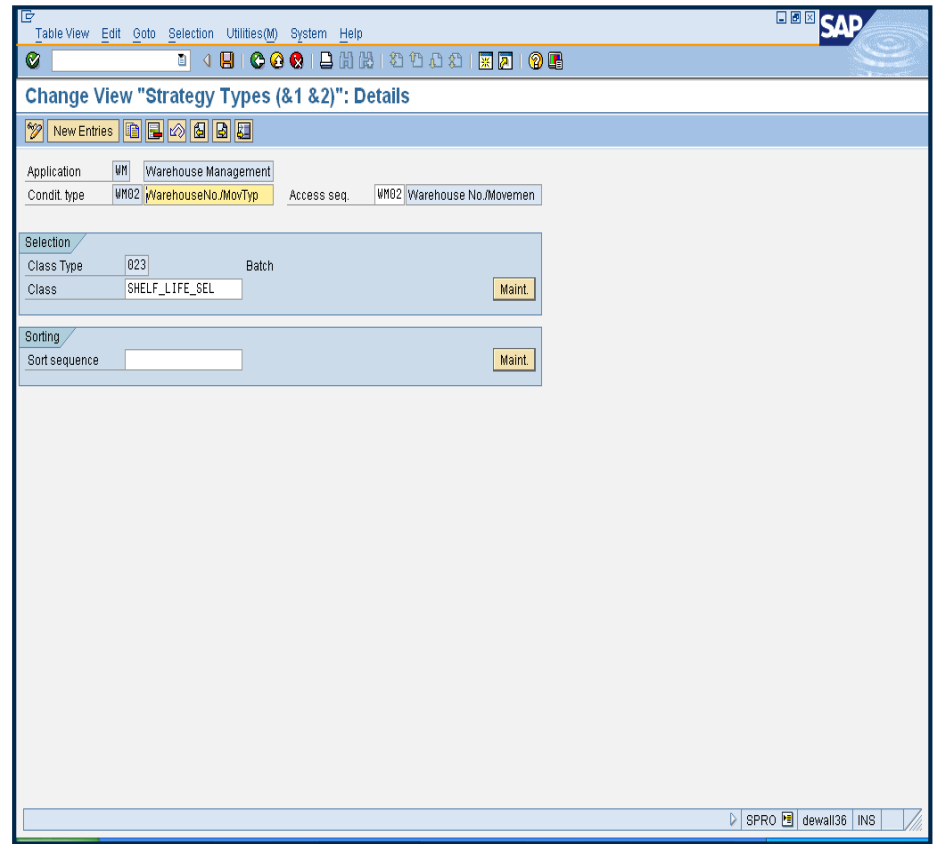 Table View Edit Goto Selection Utilities(M) System Help
SAP
Change View "Strategy Types (&1 &2)": Details
New Entries
Application WM Warehouse Management
Condit. type WM02 WarehouseNo./MovTyp Access seq. WM02 Warehouse No./Movemen
Selection
Class Type 023 Batch
Class SHELF_LIFE_SEL Maint.
Sorting
Sort sequence Maint.
SPRO dewall36 INS